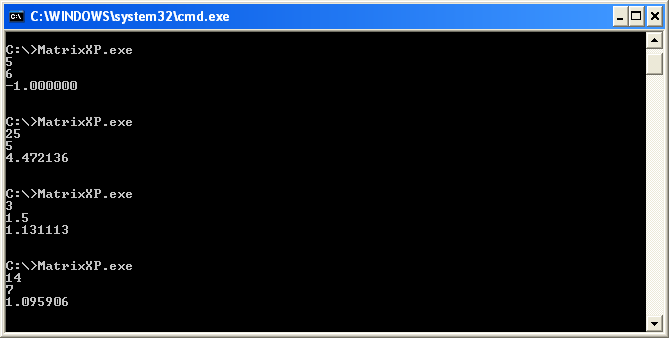 C:\WINDOWS\system32\cmd.exe
C:\>MatrixXP.exe
5
6
-1.000000
C:\>MatrixXP.exe
25
5
4.472136
C:\>MatrixXP.exe
3
1.5
1.131113
C:\>MatrixXP.exe
14
7
1.095906